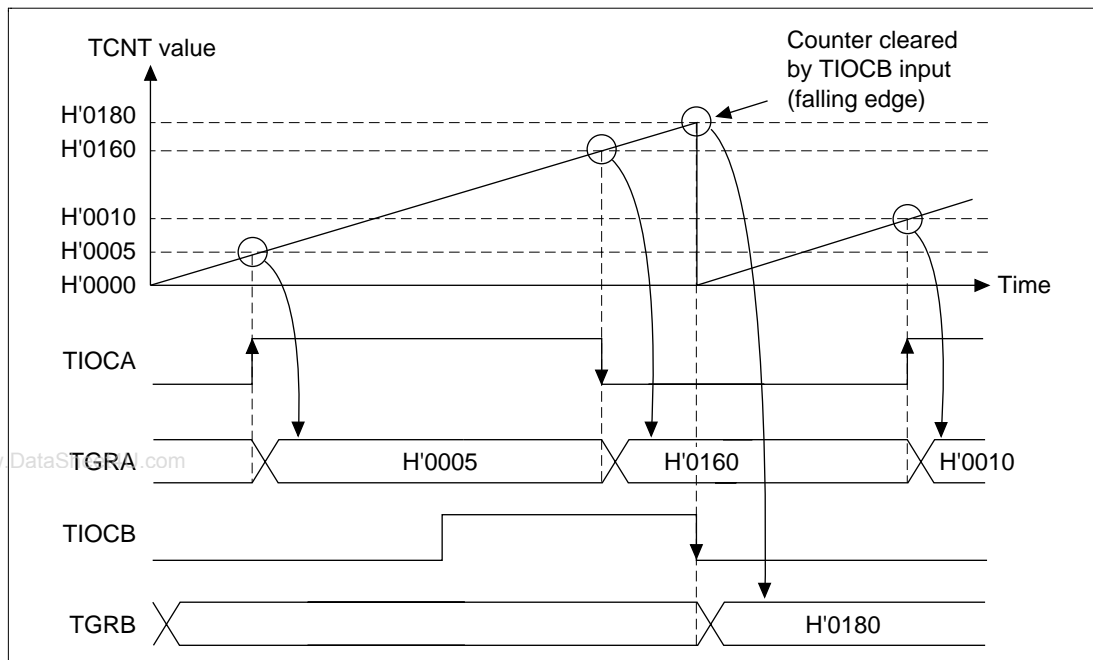 TCNT value
Counter cleared
by TIOCB input
(falling edge)
H'0180
H'0160
H'0010
H'0005
H'0000
Time
TIOCA
TGRA
H'0005
H'0160
H'0010
TIOCB
TGRB
H'0180